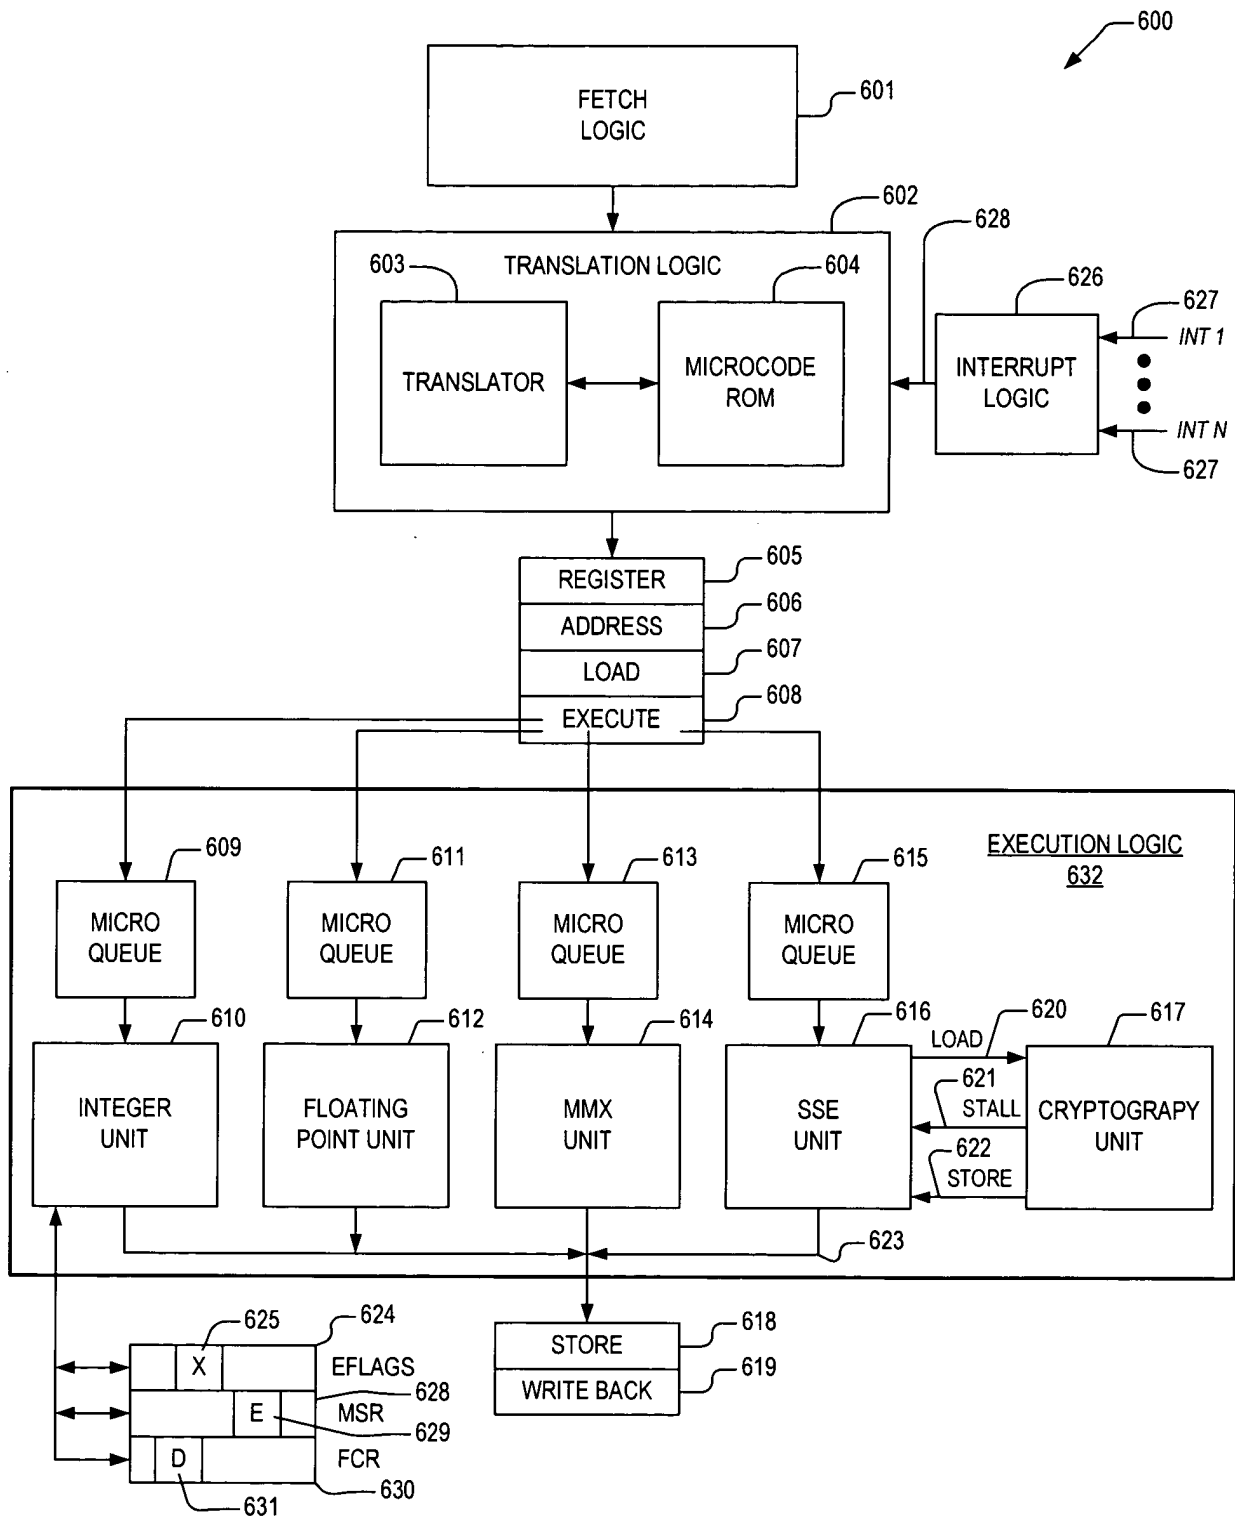 600
FETCH
LOGIC
601
602
628
TRANSLATION LOGIC
603
604
626
627
INT 1
TRANSLATOR
MICROCODE
ROM
INTERRUPT
LOGIC
INT N
627
REGISTER
605
ADDRESS
606
LOAD
607
EXECUTE
608
EXECUTION LOGIC
632
609
611
613
615
MICRO
QUEUE
MICRO
QUEUE
MICRO
QUEUE
MICRO
QUEUE
610
612
614
616
620
617
LOAD
621
STALL
622
STORE
INTEGER
UNIT
FLOATING
POINT UNIT
MMX
UNIT
SSE
UNIT
CRYPTOGRAPY
UNIT
623
625
624
X
EFLAGS
628
E
MSR
629
D
FCR
630
631
STORE
618
WRITE BACK
619